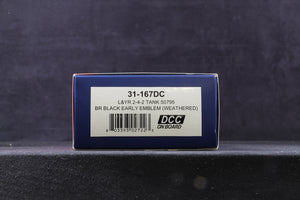 31-167DC
L&YR 2-4-2 TANK 50795
BR BLACK EARLY EMBLEM (WEATHERED)
DCC
ON BOARD